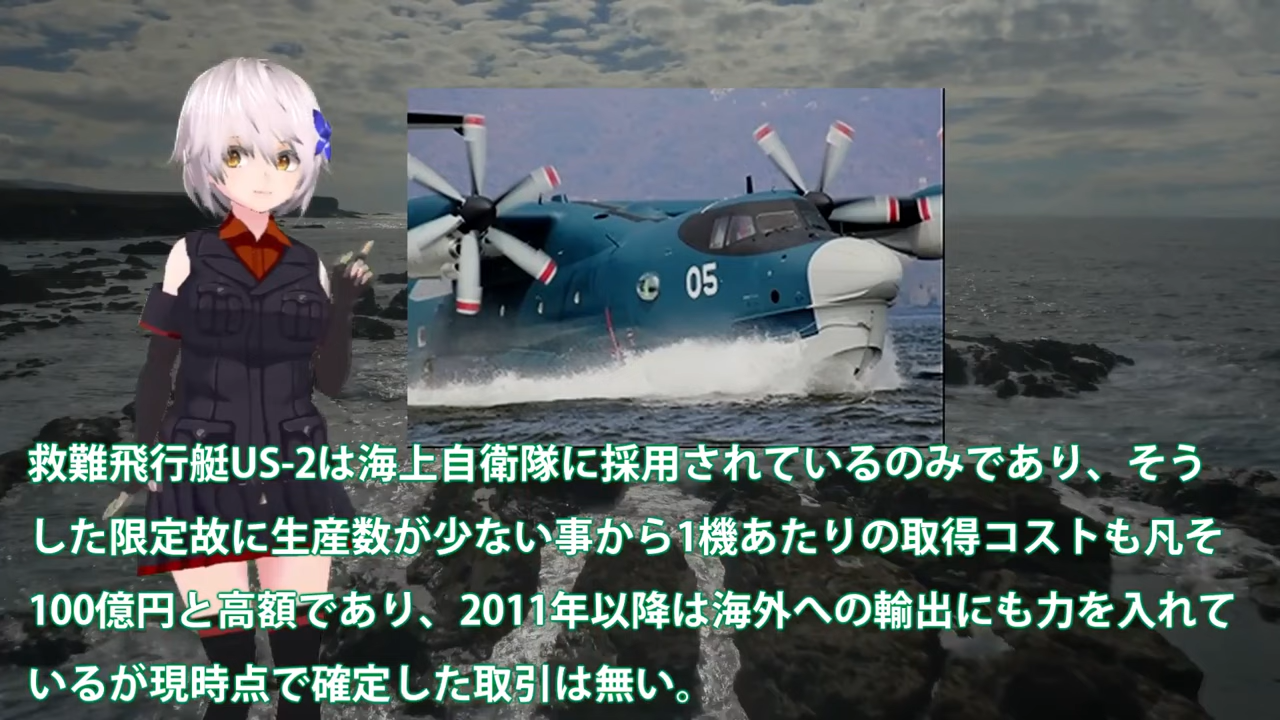 05
救難飛行艇US-2は海上自衛隊に採用されているのみであり、そう
した限定故に生産数が少ない事から1機あたりの取得コストも凡そ
100億円と高額であり、2011年以降は海外への輸出にも力を入れて
いるが現時点で確定した取引は無い。